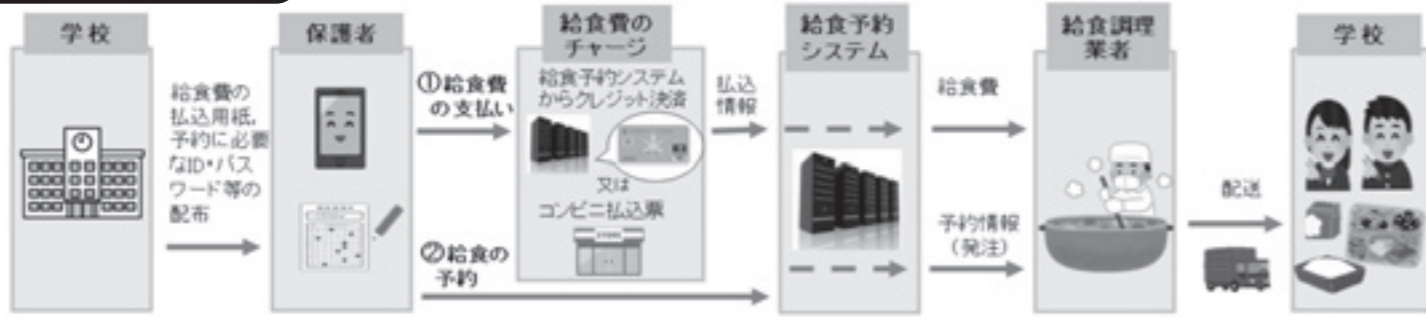 学校
給食費の
払込用紙、
予約に必要
なID・パス
ワード等の
配布
保護者
①給食費
の支払い
②給食の
予約
給食費の
チャージ
給食予約システム
からクレジット決済
又は
コンビニ払込票
払込
情報
給食予約
システム
給食費
予約情報
(発注)
給食調理
業者
配送
学校